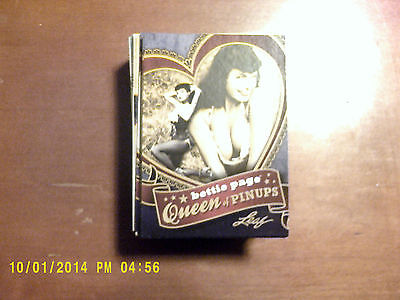 bettie page
Queen of PINUPS
Leaf
10/01/2014 PM 04:56